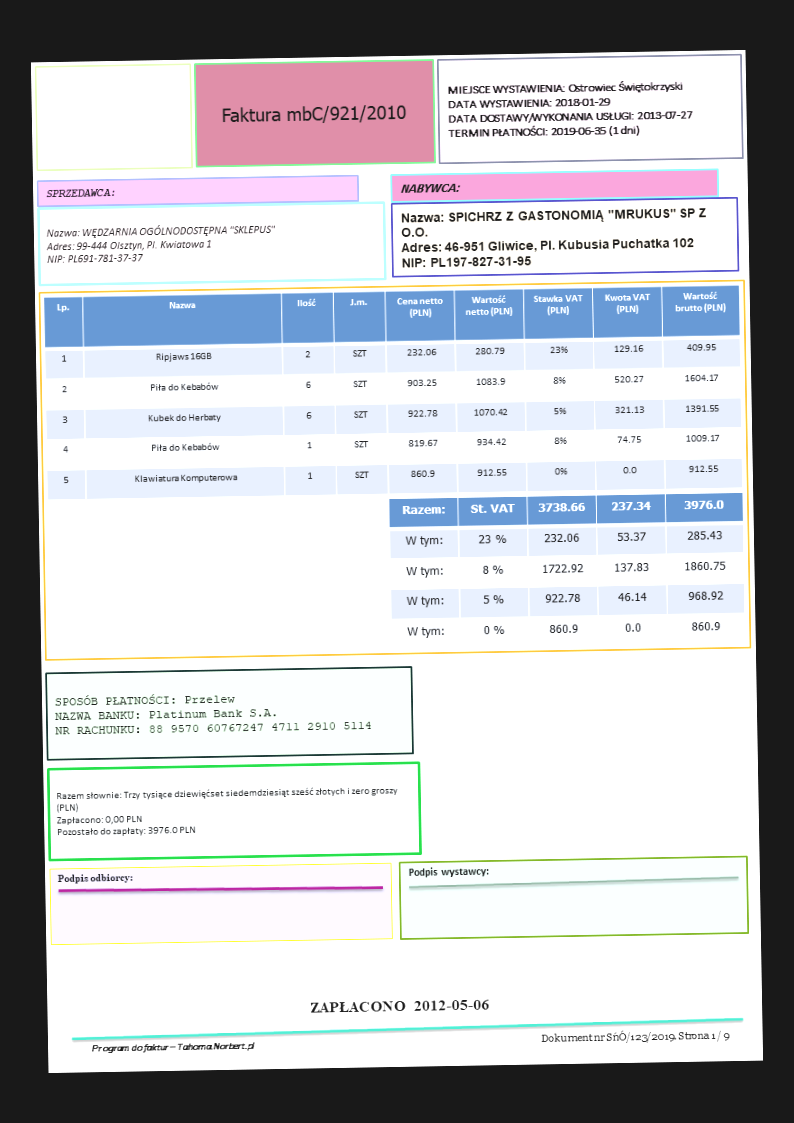 Faktura mbC/921/2010
MIEJSCE WYSTAWIENIA: Ostrowiec Świętokrzyski
DATA WYSTAWIENIA: 2018-01-29
DATA DOSTAWY/WYKONANIA USŁUGI: 2013-07-27
TERMIN PŁATNOŚCI: 2019-06-35 (1 dni)
SPRZEDAWCA:
Nazwa: WĘDZARNIA OGÓLNODOSTĘPNA "SKLEPUS"
Adres: 99-444 Olsztyn, Pl. Kwiatowa 1
NIP: PL691-781-37-37
NABYWCA:
Nazwa: SPICHRZ Z GASTONOMIĄ "MRUKUS" SP Z
O.O.
Adres: 46-951 Gliwice, Pl. Kubusia Puchatka 102
NIP: PL197-827-31-95
Lp. Nazwa Ilość J.m. Cena netto (PLN) Wartość netto (PLN) Stawka VAT (PLN) Kwota VAT (PLN) Wartość brutto (PLN)
1 Ripjaws 16GB 2 SZT 232.06 280.79 23% 129.16 409.95
2 Piła do Kebabów 6 SZT 903.25 1083.9 8% 520.27 1604.17
3 Kubek do Herbaty 6 SZT 922.78 1070.42 5% 321.13 1391.55
4 Piła do Kebabów 1 SZT 819.67 934.42 8% 74.75 1009.17
5 Klawiatura Komputerowa 1 SZT 860.9 912.55 0% 0.0 912.55
Razem: St. VAT 3738.66 237.34 3976.0
W tym: 23 % 232.06 53.37 285.43
W tym: 8 % 1722.92 137.83 1860.75
W tym: 5 % 922.78 46.14 968.92
W tym: 0 % 860.9 0.0 860.9
SPOSÓB PŁATNOŚCI: Przelew
NAZWA BANKU: Platinum Bank S.A.
NR RACHUNKU: 88 9570 60767247 4711 2910 5114
Razem słownie: Trzy tysiące dziewięćset siedemdziesiąt sześć złotych i zero groszy
(PLN)
Zapłacono: 0,00 PLN
Pozostało do zapłaty: 3976.0 PLN
Podpis odbiorcy:
Podpis wystawcy:
ZAPŁACONO 2012-05-06
Program do faktur – Tahoma.Norbert.pl
Dokument nr SńÓ/123/2019. Strona 1 / 9